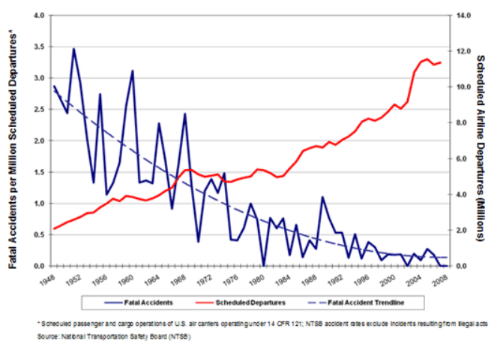 4.0
3.5
3.0
2.5
2.0
1.5
1.0
0.5
0.0
Fatal Accidents per Million Scheduled Departures*
14.0
12.0
10.0
8.0
6.0
4.0
2.0
0.0
Scheduled Airline Departures (Millions)
1948 1952 1956 1960 1964 1968 1972 1976 1980 1984 1988 1992 1996 2000 2004 2008
Fatal Accidents Scheduled Departures Fatal Accident Trendline
* Scheduled passenger and cargo operations of U.S. air carriers operating under 14 CFR 121; NTSB accident rates exclude incidents resulting from illegal acts
Source: National Transportation Safety Board (NTSB)